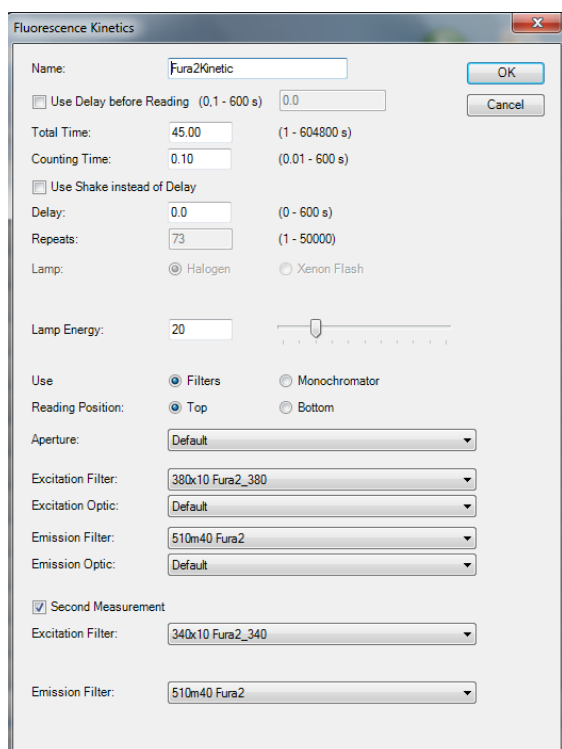 Fluorescence Kinetics
Name: Fura2Kinetic OK
Use Delay before Reading (0,1 - 600 s) 0.0 Cancel
Total Time: 45.00 (1 - 604800 s)
Counting Time: 0.10 (0.01 - 600 s)
Use Shake instead of Delay
Delay: 0.0 (0 - 600 s)
Repeats: 73 (1 - 50000)
Lamp: Halogen Xenon Flash
Lamp Energy: 20
Use Filters Monochromator
Reading Position: Top Bottom
Aperture: Default
Excitation Filter: 380x10 Fura2_380
Excitation Optic: Default
Emission Filter: 510m40 Fura2
Emission Optic: Default
Second Measurement
Excitation Filter: 340x10 Fura2_340
Emission Filter: 510m40 Fura2